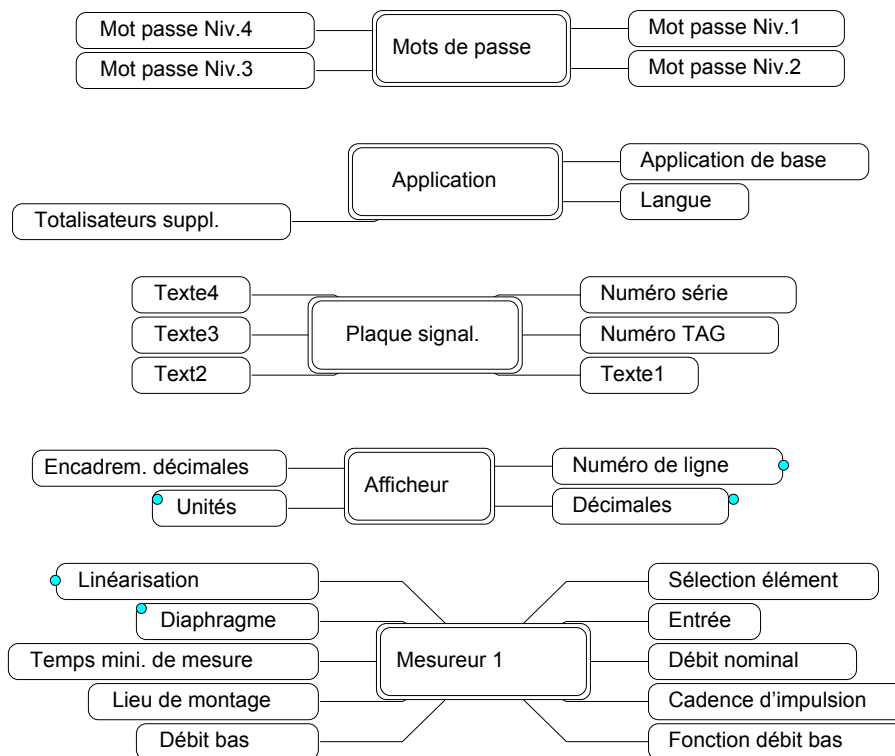 Mot passe Niv.4
Mots de passe
Mot passe Niv.1
Mot passe Niv.3
Mot passe Niv.2
Application
Application de base
Langue
Totalisateurs suppl.
Texte4
Numéro série
Texte3
Plaque signal.
Numéro TAG
Text2
Texte1
Encadrem. décimales
Afficheur
Numéro de ligne
Unités
Décimales
Linéarisation
Sélection élément
Diaphragme
Entrée
Temps mini. de mesure
Mesureur 1
Débit nominal
Lieu de montage
Cadence d’impulsion
Débit bas
Fonction débit bas